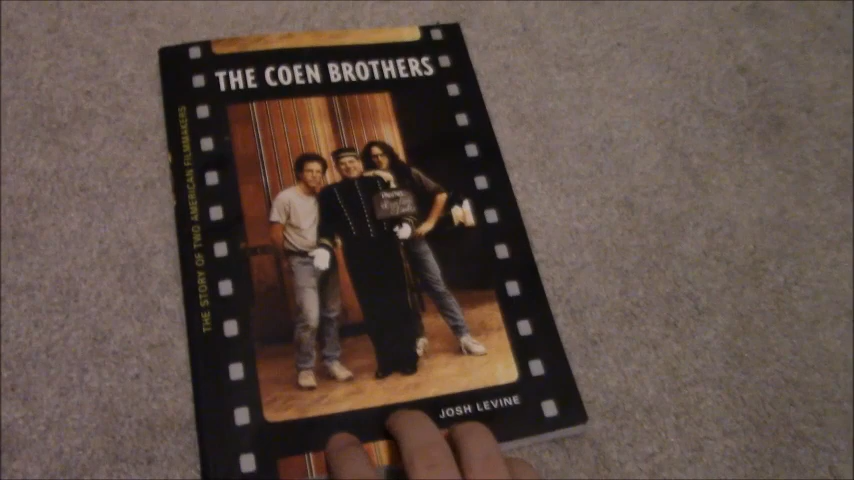 THE COEN BROTHERS
THE STORY OF TWO AMERICAN FILMMAKERS
JOSH LEVINE